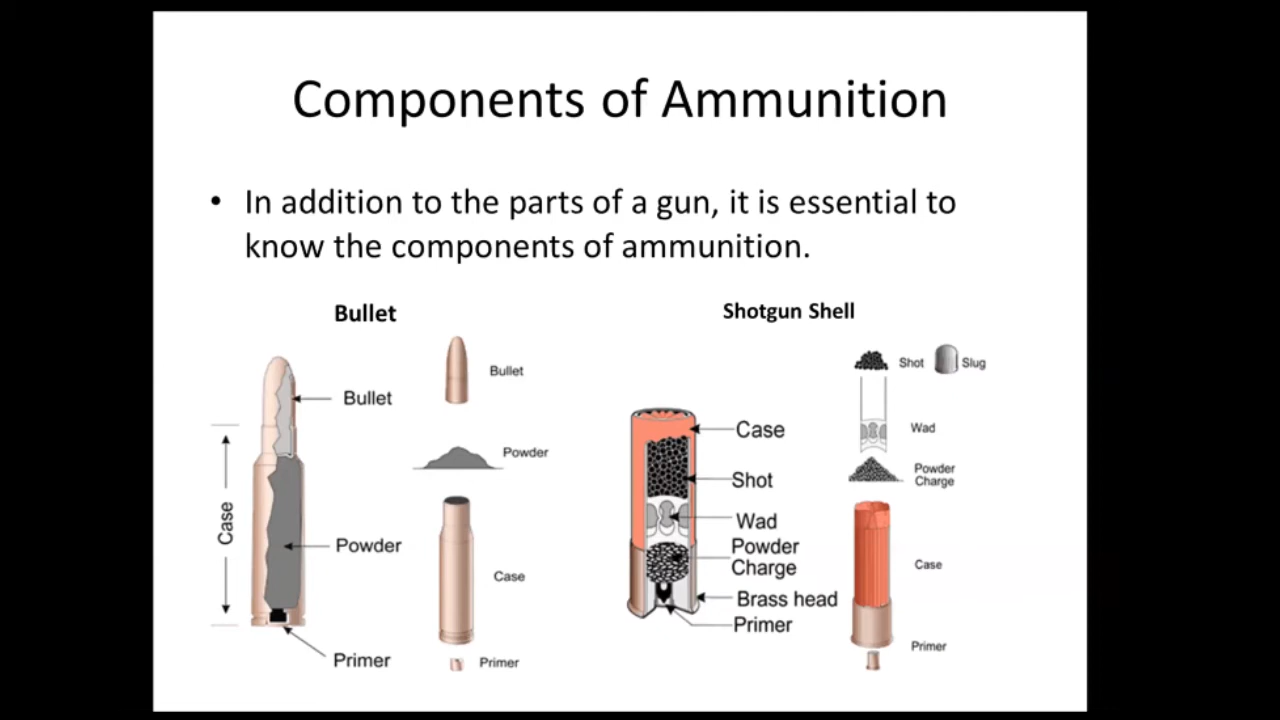 Components of Ammunition
• In addition to the parts of a gun, it is essential to
know the components of ammunition.
Bullet
Bullet
Case
Powder
Primer
Bullet
Powder
Case
Primer
Shotgun Shell
Case
Shot
Wad
Powder
Charge
Brass head
Primer
Shot
Slug
Wad
Powder
Charge
Case
Primer